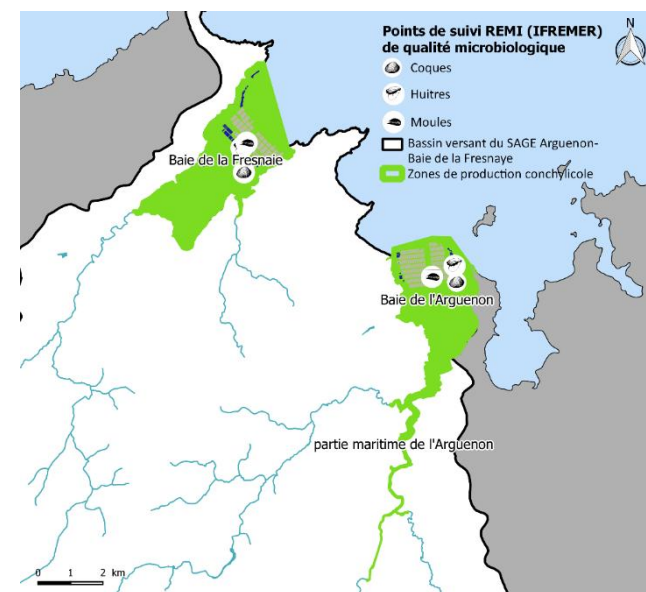 Points de suivi REMI (IFREMER)
de qualité microbiologique
Coques
Huitres
Moules
Bassin versant du SAGE Arguenon-
Baie de la Fresnaye
Zones de production conchylicole
N
Baie de la Fresnaie
Baie de l'Arguenon
partie maritime de l'Arguenon
0 1 2 km